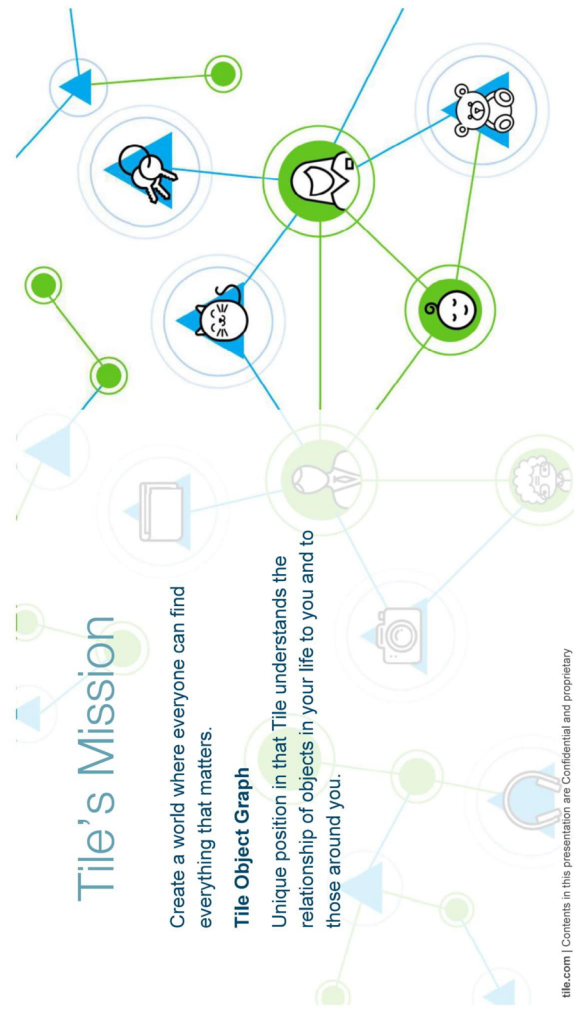 Tile's Mission
Create a world where everyone can find
everything that matters.
Tile Object Graph
Unique position in that Tile understands the
relationship of objects in your life to you and to
those around you.
tile.com | Contents in this presentation are Confidential and proprietary